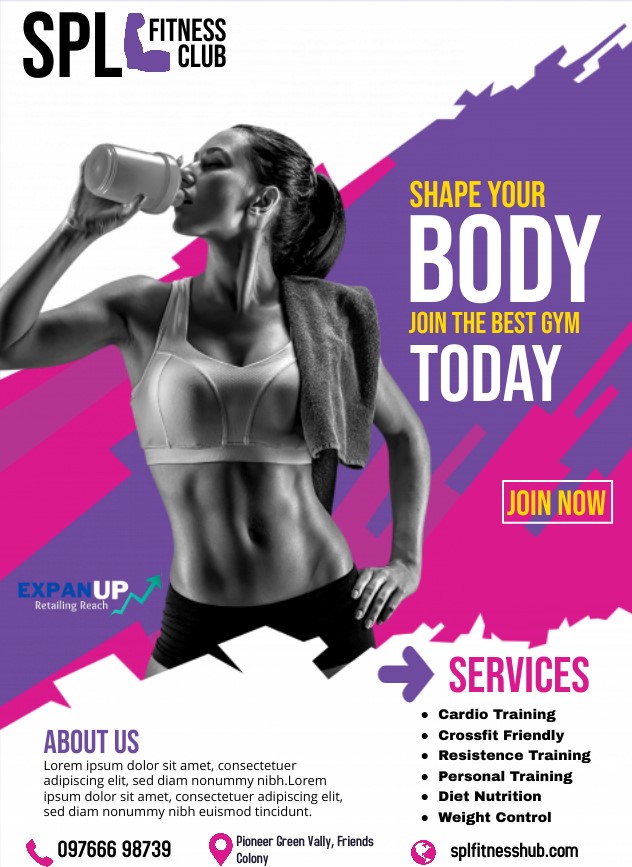 SPL FITNESS
CLUB
SHAPE YOUR
BODY
JOIN THE BEST GYM
TODAY
JOIN NOW
EXPANUP
Retailing Reach
SERVICES
• Cardio Training
• Crossfit Friendly
• Resistence Training
• Personal Training
• Diet Nutrition
• Weight Control
ABOUT US
Lorem ipsum dolor sit amet, consectetuer
adipiscing elit, sed diam nonummy nibh.Lorem
ipsum dolor sit amet, consectetuer adipiscing elit,
sed diam nonummy nibh euismod tincidunt.
097666 98739
Pioneer Green Vally, Friends
Colony
splfitnesshub.com